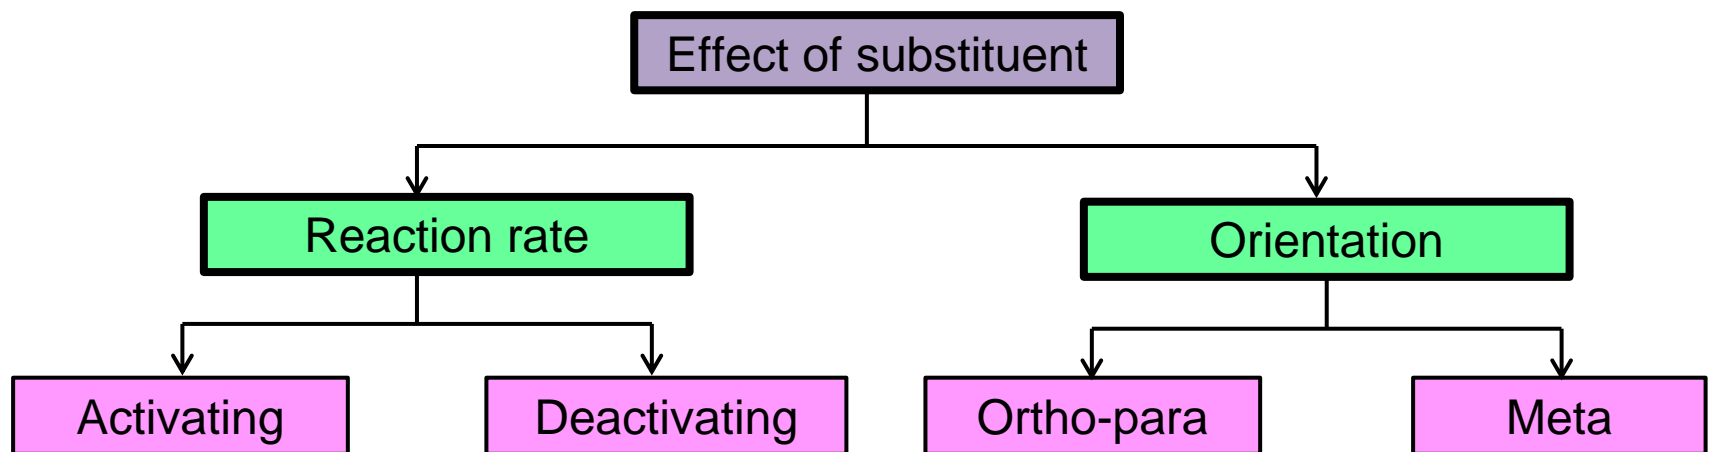 Effect of substituent
Reaction rate
Orientation
Activating
Deactivating
Ortho-para
Meta